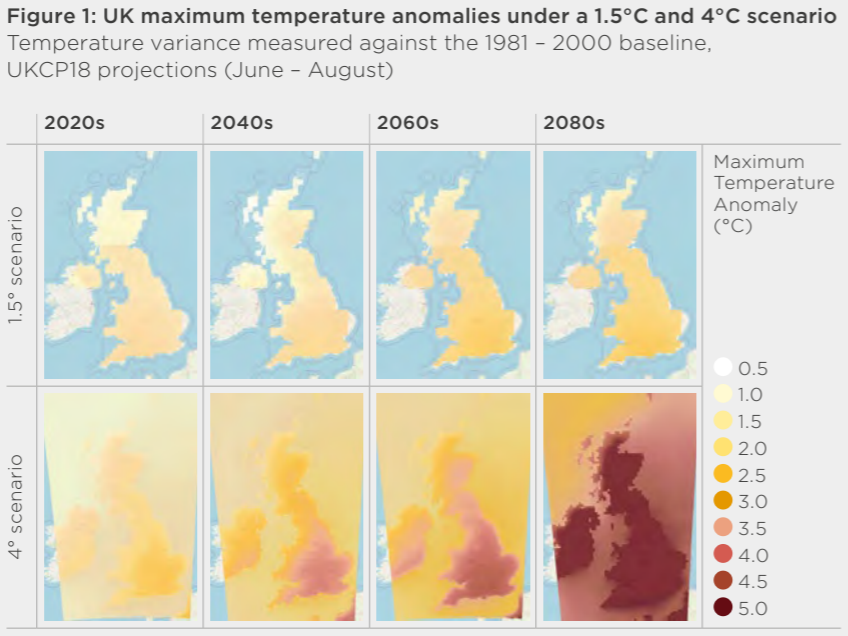 Figure 1: UK maximum temperature anomalies under a 1.5°C and 4°C scenario
Temperature variance measured against the 1981 – 2000 baseline,
UKCP18 projections (June – August)
2020s
2040s
2060s
2080s
1.5° scenario
4° scenario
Maximum
Temperature
Anomaly
(°C)
0.5
1.0
1.5
2.0
2.5
3.0
3.5
4.0
4.5
5.0